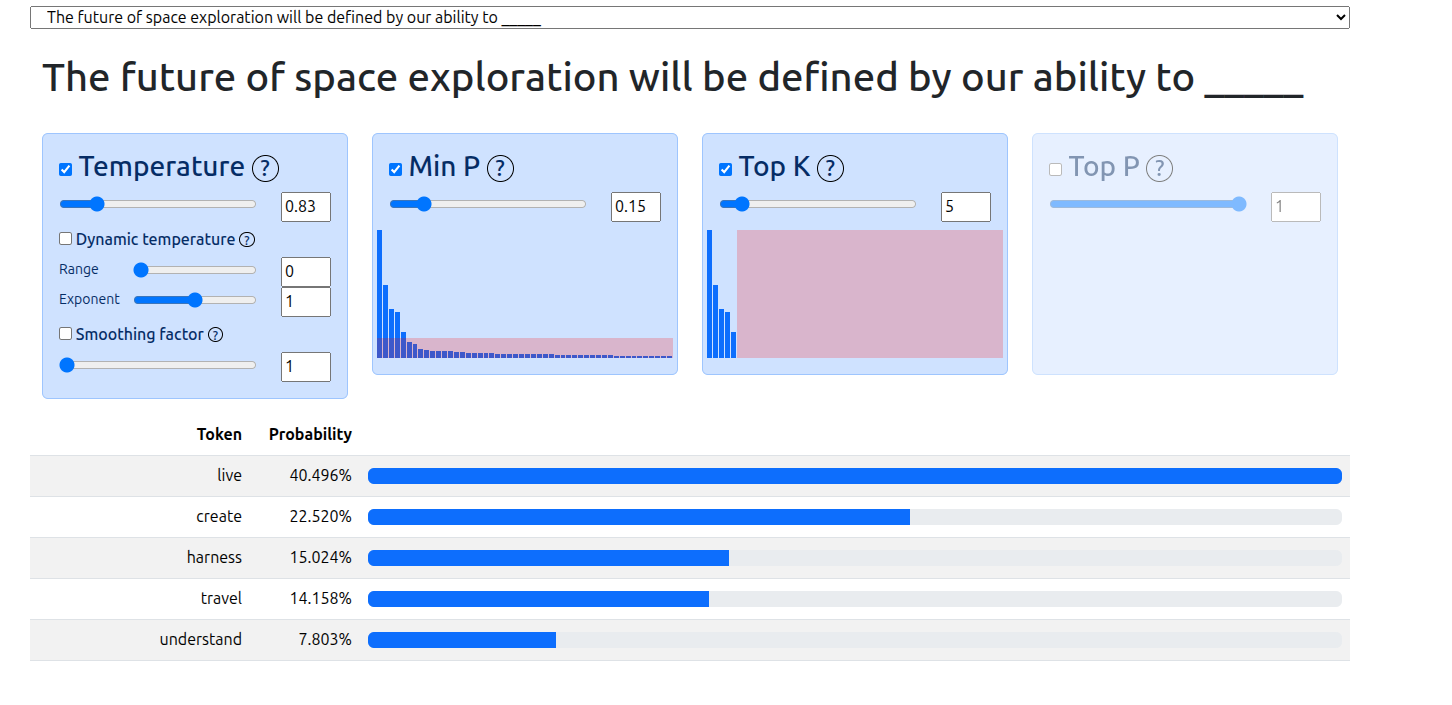 The future of space exploration will be defined by our ability to _____
The future of space exploration will be defined by our ability to _____
Temperature ?
0.83
Dynamic temperature ?
Range 0
Exponent 1
Smoothing factor ?
1
Min P ?
0.15
Top K ?
5
Top P ?
1
Token Probability
live 40.496%
create 22.520%
harness 15.024%
travel 14.158%
understand 7.803%